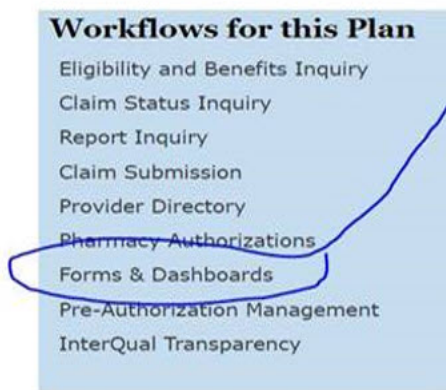 Workflows for this Plan
Eligibility and Benefits Inquiry
Claim Status Inquiry
Report Inquiry
Claim Submission
Provider Directory
Pharmacy Authorizations
Forms & Dashboards
Pre-Authorization Management
InterQual Transparency